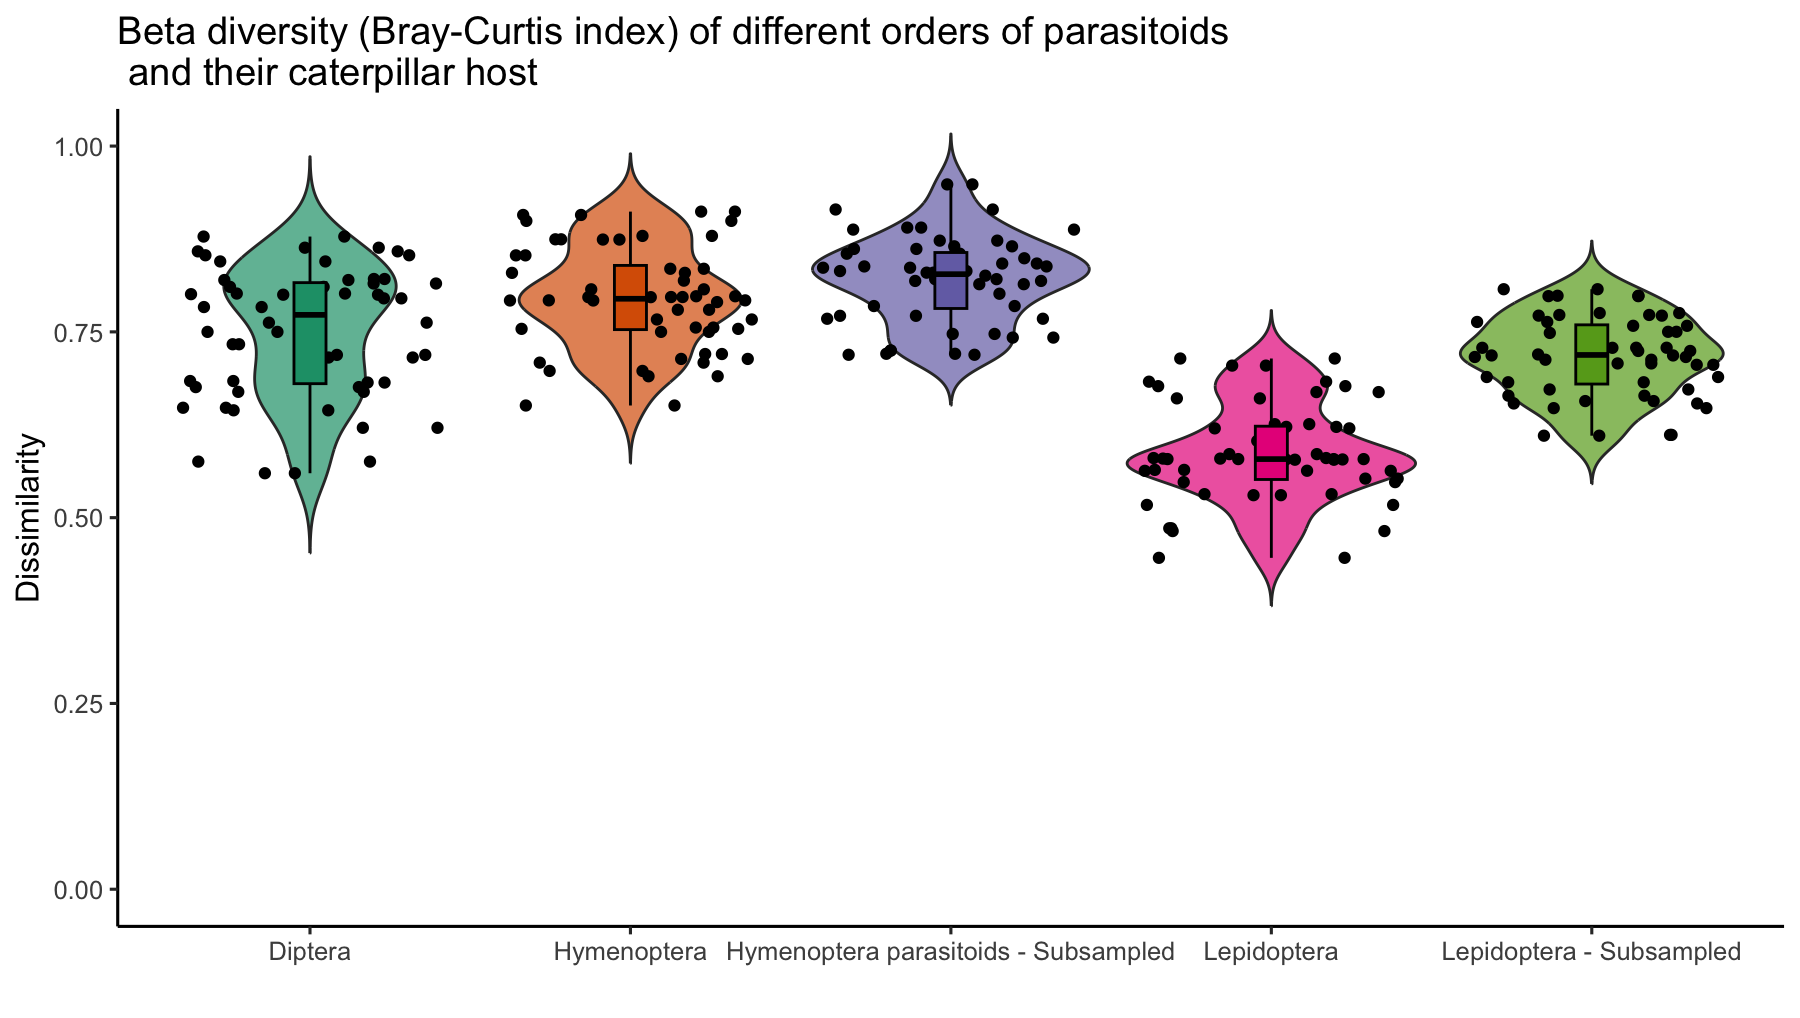 Beta diversity (Bray-Curtis index) of different orders of parasitoids
and their caterpillar host
Dissimilarity
1.00
0.75
0.50
0.25
0.00
Diptera
Hymenoptera
Hymenoptera parasitoids - Subsampled
Lepidoptera
Lepidoptera - Subsampled